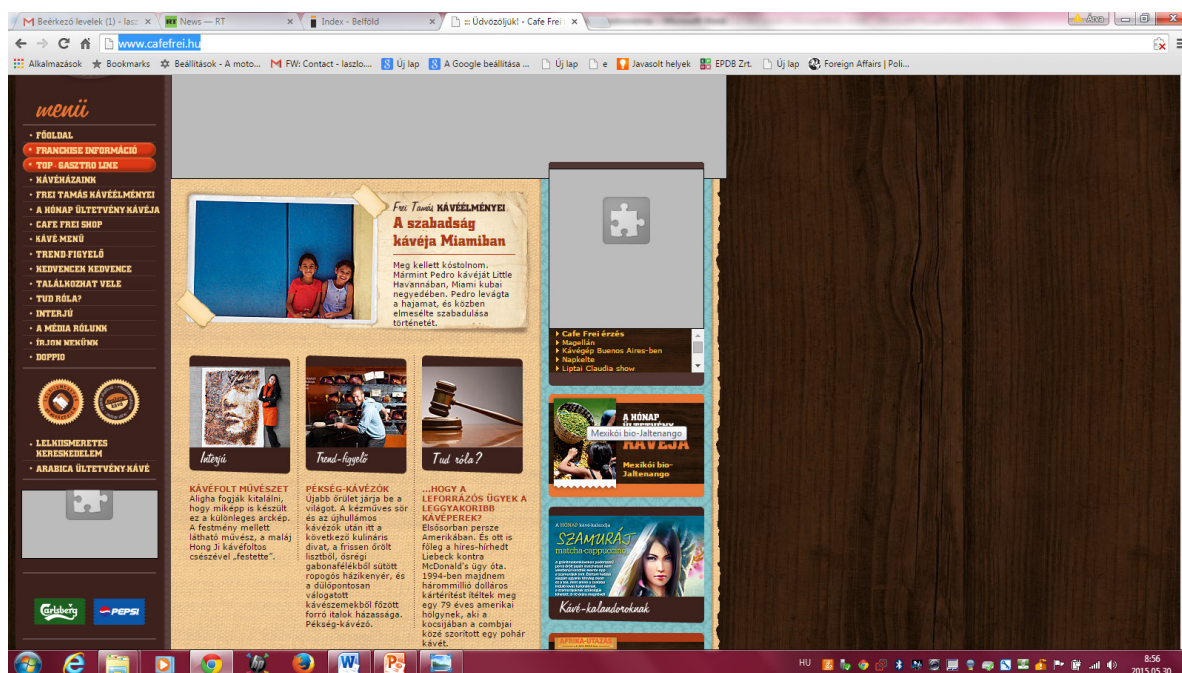 Beérkező levelek (1) - lasz
RT News — RT
Index - Belföld
::: Üdvözöljük! - Cafe Frei :
Árva
www.cafefrei.hu
Alkalmazások Bookmarks Beállítások - A moto... FW: Contact - laszlo.... Új lap A Google beállítása ... Új lap e Javasolt helyek EPDB Zrt. Új lap Foreign Affairs | Poli...
menü
• FŐOLDAL
• FRANCHISE INFORMÁCIÓ
• TOP - GASZTRO LINE
• KÁVÉHÁZAINK
• FREI TAMÁS KÁVÉÉLMÉNYEI
• A HÓNAP ÜLTETVÉNY KÁVÉJA
• CAFE FREI SHOP
• KÁVÉ-MENÜ
• TREND-FIGYELŐ
• KEDVENCEK KEDVENCE
• TALÁLKOZHAT VELE
• TUD RÓLA?
• INTERJÚ
• A MÉDIA RÓLUNK
• ÍRJON NEKÜNK
• DOPPIO
• LELKIISMERETES
KERESKEDELEM
• ARABICA ÜLTETVÉNY KÁVÉ
Carlsberg
PEPSI
Frei Tamás KÁVÉÉLMÉNYEI
A szabadság
kávéja Miamiban
Meg kellett kóstolnom.
Mármint Pedro kávéját Little
Havannában, Miami kubai
negyedében. Pedro levágta
a hajamat, és közben
elmesélte szabadulása
történetét.
Interjú
KÁVÉFOLT MŰVÉSZET
Aligha fogják kitalálni,
hogy miképp is készült
ez a különleges arckép.
A festmény mellett
látható művész, a maláj
Hong Ji kávéfoltos
csészével „festette”.
Trend-figyelő
PÉKSÉG-KÁVÉZÓK
Újabb őrület járja be a
világot. A kézműves sör
és az újhullámos
kávézók után itt a
következő kulináris
divat, a frissen őrölt
lisztből, ősrégi
gabonafélékből sütött
ropogós házikenyér, és
a dűlőpontosan
válogatott
kávészemekből főzött
forró italok házassága.
Pékség-kávézó.
Tud róla?
...HOGY A
LEFORRÁZÓS ÜGYEK A
LEGGYAKORIBB
KÁVÉPEREK?
Elsősorban persze
Amerikában. És ott is
főleg a híres-hírhedt
Liebeck kontra
McDonald's ügy óta.
1994-ben majdnem
hárommillió dolláros
kártérítést ítéltek meg
egy 79 éves amerikai
hölgynek, aki a
kocsijában a combjai
közé szorított egy pohár
kávét.
Cafe Frei érzés
Magellán
Kávégép Buenos Aires-ben
Napkelte
Liptai Claudia show
A HÓNAP
ÜLTETVÉNY
KÁVÉJA
Mexikói bio-Jaltenango
Mexikói bio-
Jaltenango
A HÓNAP kávékalandja
SZAMURÁJ
matcha-cappuccino
Kávé-kalandoroknak
AFRIKA-UTAZÁS
hp
HU
8:56
2015.05.30.